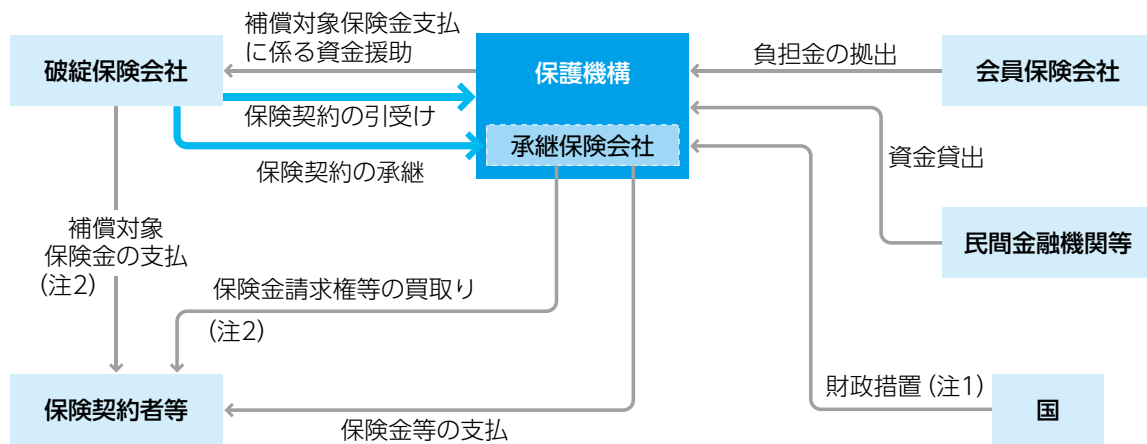 補償対象保険金支払
に係る資金援助
破綻保険会社
保護機構
負担金の拠出
会員保険会社
保険契約の引受け
承継保険会社
保険契約の承継
資金貸出
補償対象
保険金の支払
(注2)
民間金融機関等
保険金請求権等の買取り
(注2)
財政措置(注1)
国
保険契約者等
保険金等の支払